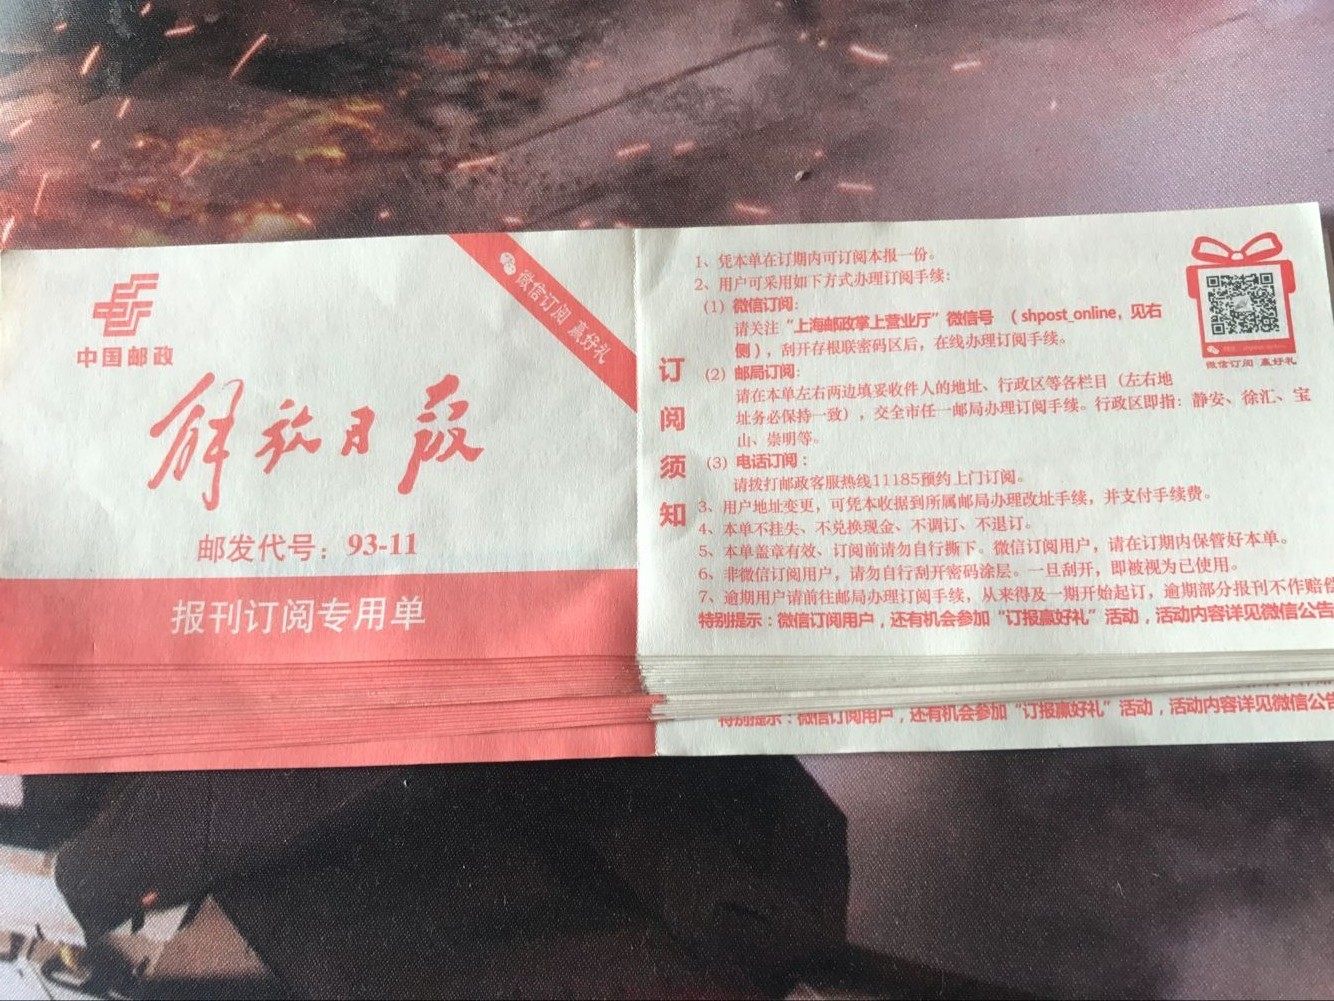 中国邮政
微信订阅 赢好礼
解放日报
邮发代号：93-11
报刊订阅专用单
订阅须知
1、凭本单在订期内可订阅本报一份。
2、用户可采用如下方式办理订阅手续：
(1) 微信订阅：
请关注“上海邮政掌上营业厅”微信号 （shpost_online，见右
侧），刮开存根联密码区后，在线办理订阅手续。
(2) 邮局订阅：
请在本单左右两边填妥收件人的地址、行政区等各栏目（左右地
址务必保持一致），交全市任一邮局办理订阅手续。行政区即指：静安、徐汇、宝
山、崇明等。
(3) 电话订阅：
请拨打邮政客服热线11185预约上门订阅。
3、用户地址变更，可凭本收据到所属邮局办理改址手续，并支付手续费。
4、本单不挂失、不兑换现金、不调订、不退订。
5、本单盖章有效、订阅前请勿自行撕下。微信订阅用户，请在订期内保管好本单。
6、非微信订阅用户，请勿自行刮开密码涂层。一旦刮开，即被视为已使用。
7、逾期用户请前往邮局办理订阅手续，从来得及一期开始起订，逾期部分报刊不作赔偿
特别提示：微信订阅用户，还有机会参加“订报赢好礼”活动，活动内容详见微信公告
微信订阅 赢好礼
特别提示：微信订阅用户，还有机会参加“订报赢好礼”活动，活动内容详见微信公告